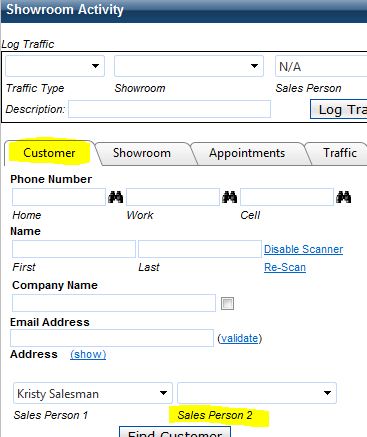 Showroom Activity
Log Traffic
N/A
Traffic Type Showroom Sales Person
Description: Log Tra
Customer Showroom Appointments Traffic
Phone Number
Home Work Cell
Name
Disable Scanner
First Last Re-Scan
Company Name
Email Address
(validate)
Address (show)
Kristy Salesman
Sales Person 1 Sales Person 2
Find Customer